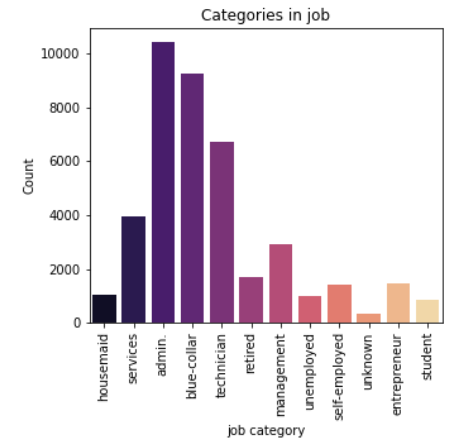 Categories in job
10000
8000
6000
4000
2000
0
Count
housemaid
services
admin.
blue-collar
technician
retired
management
unemployed
self-employed
unknown
entrepreneur
student
job category